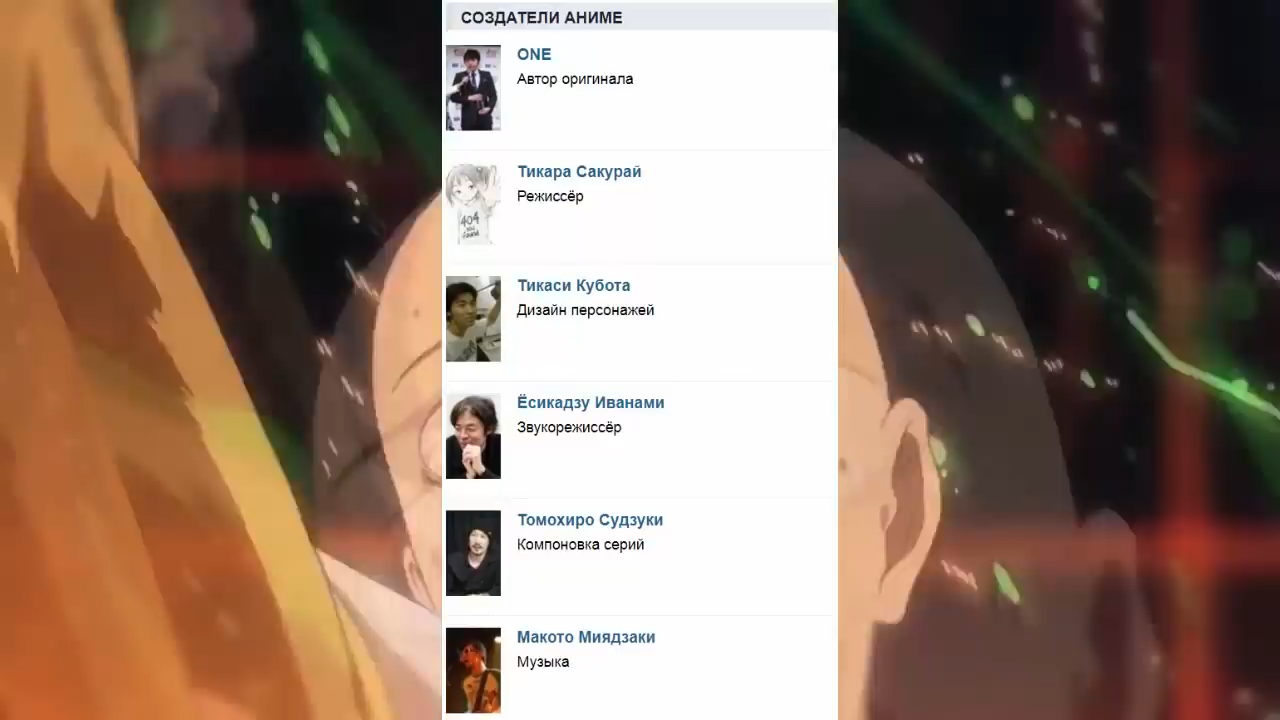 СОЗДАТЕЛИ АНИМЕ
ONE
Автор оригинала
Тикара Сакурай
Режиссёр
404
Тикаси Кубота
Дизайн персонажей
Ёсикадзу Иванами
Звукорежиссёр
Томохиро Судзуки
Компоновка серий
Макото Миядзаки
Музыка